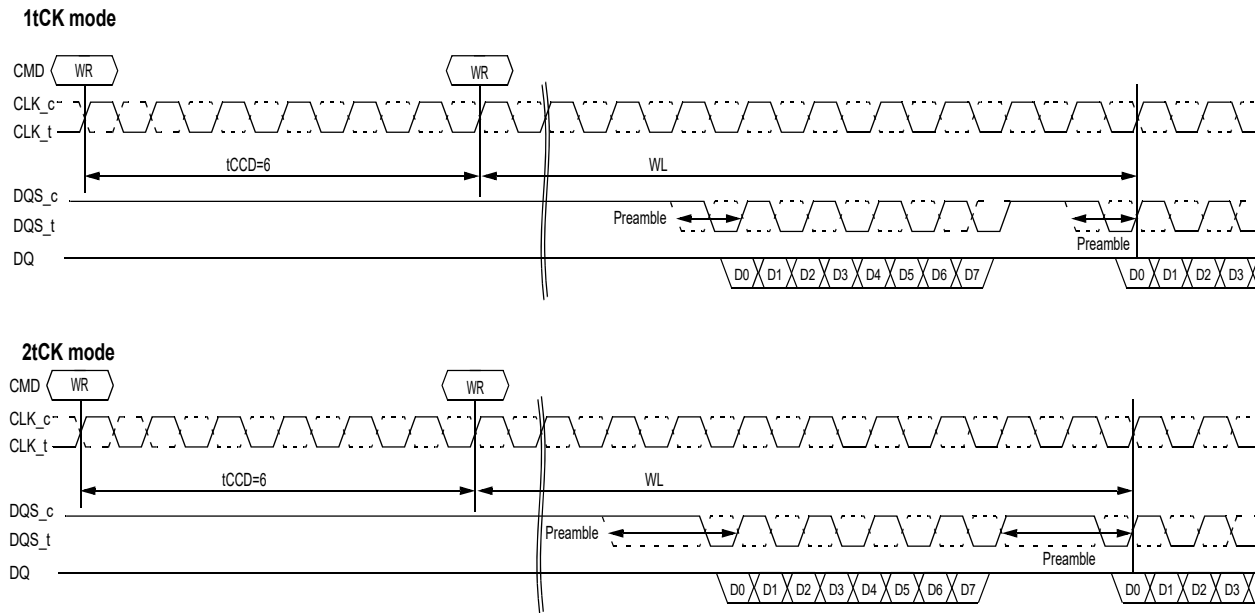 1tCK mode
CMD WR WR
CLK_c
CLK_t
tCCD=6 WL
DQS_c
Preamble
DQS_t
Preamble
DQ
D0 D1 D2 D3 D4 D5 D6 D7 D0 D1 D2 D3
2tCK mode
CMD WR WR
CLK_c
CLK_t
tCCD=6 WL
DQS_c
Preamble
DQS_t
Preamble
DQ
D0 D1 D2 D3 D4 D5 D6 D7 D0 D1 D2 D3